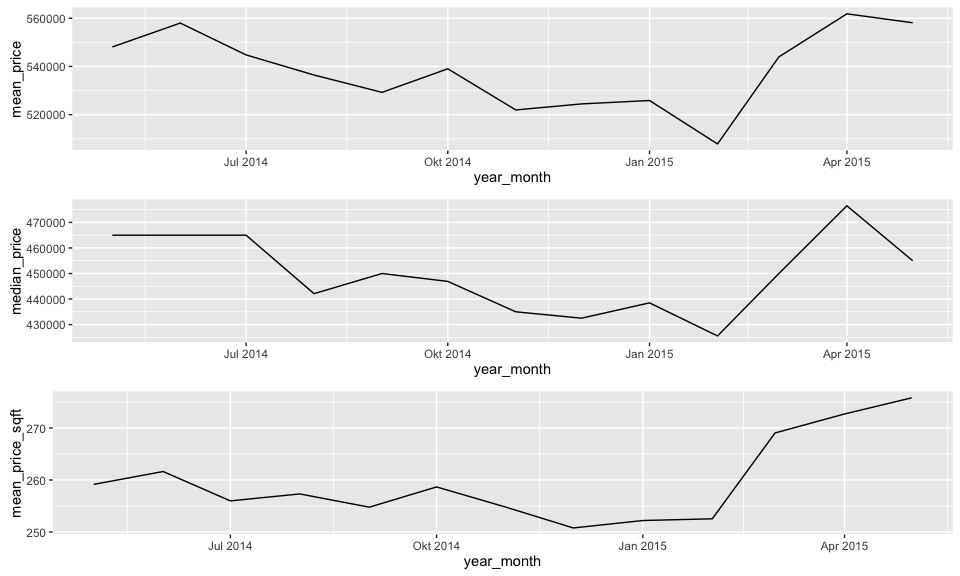 mean_price
560000
540000
520000
Jul 2014 Okt 2014 Jan 2015 Apr 2015
year_month
median_price
470000
460000
450000
440000
430000
Jul 2014 Okt 2014 Jan 2015 Apr 2015
year_month
mean_price_sqft
270
260
250
Jul 2014 Okt 2014 Jan 2015 Apr 2015
year_month